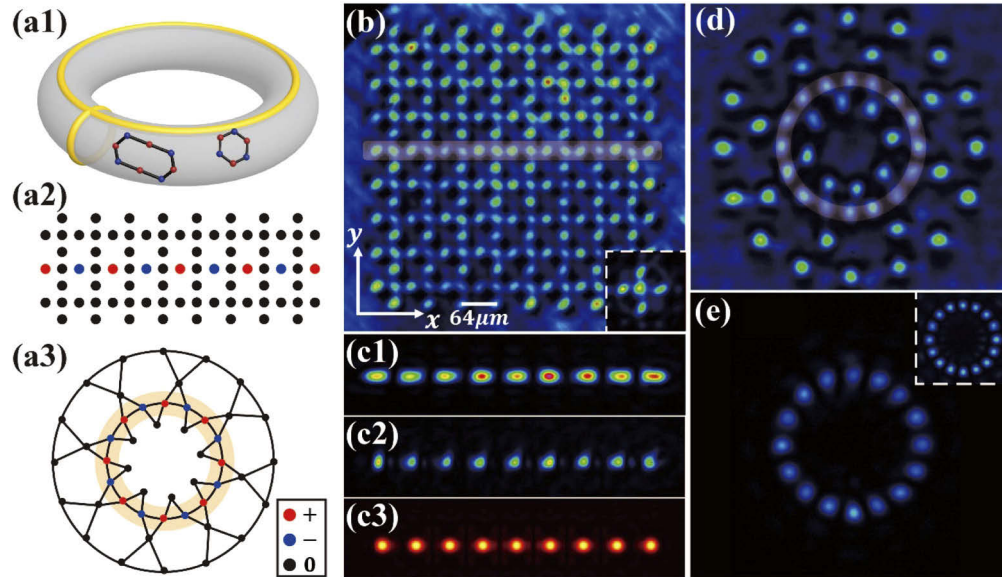 (a1)
(a2)
(a3)
+
−
0
(b)
y
x
64μm
(c1)
(c2)
(c3)
(d)
(e)